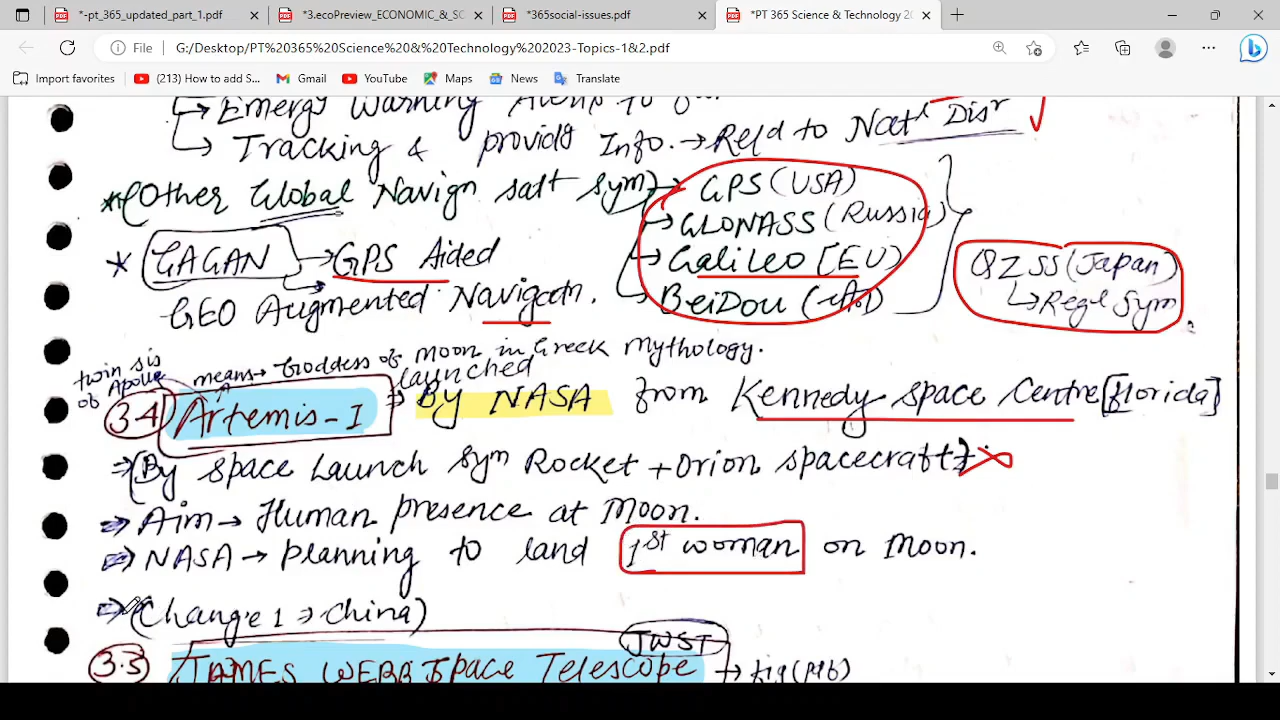 *-pt_365_updated_part_1.pdf
*3.ecoPreview_ECONOMIC_&_SC
*365social-issues.pdf
*PT 365 Science & Technology 20
File
G:/Desktop/PT%20365%20Science%20&%20Technology%202023-Topics-1&2.pdf
Import favorites
(213) How to add S...
Gmail
YouTube
Maps
News
Translate
Emergy Warning Alerts to
Tracking & providg Info. → Reld to Natl Disr
*(Other Global Navign satt sym) → GPS (USA)
→ GLONASS (Russia)
→ Galileo [EU)
BeiDou
QZSS (Japan)
↳ Regl Sym.
* GAGAN → GPS Aided
GEO Augmented Navigatn.
twin sis of Apollo
means → Goddess of moon in Greek Mythology.
3.4 Artemis-I ⇒ launched By NASA from Kennedy Space Centre [florida]
⇒ [By Space Launch Sym Rocket + Orion spacecraft]
⇒ Aim → Human presence at Moon.
⇒ NASA → planning to land 1st woman on Moon.
⇒ (Change 1 ⇒ China)
3.5 JAMES WEBB Space Telescope
JWST